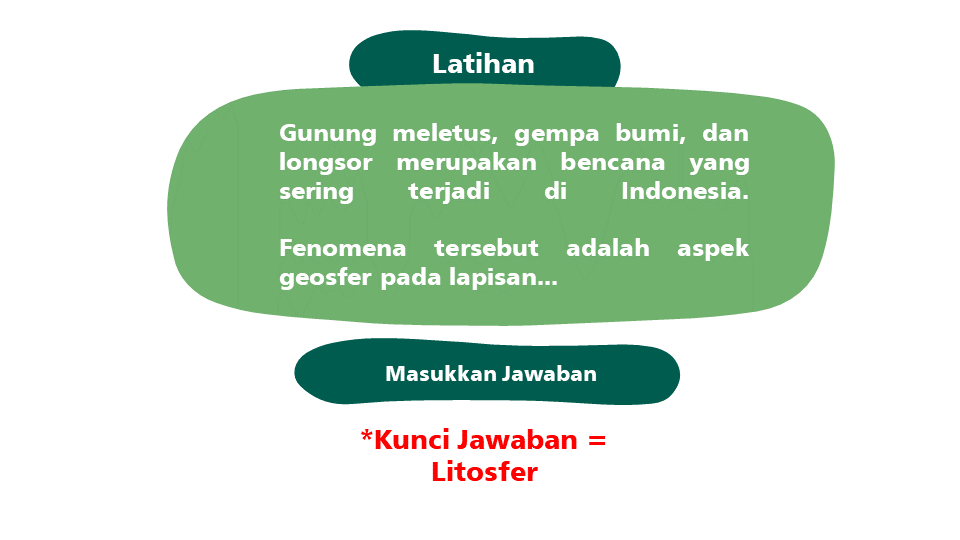 Latihan
Gunung meletus, gempa bumi, dan
longsor merupakan bencana yang
sering terjadi di Indonesia.
Fenomena tersebut adalah aspek
geosfer pada lapisan...
Masukkan Jawaban
*Kunci Jawaban =
Litosfer